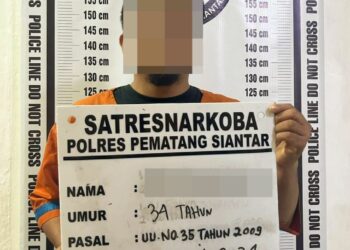 155 cm
150 cm
145 cm
140 cm
135 cm
130 cm
125 cm
155 cm
150 cm
145 cm
140 cm
135 cm
130 cm
125 cm
POLICE LINE DO NOT CROSS
POLICE LINE DO NOT CROSS
SATRESNARKOBA
POLRES PEMATANG SIANTAR
NAMA :
UMUR : 34 TAHUN
PASAL : UU.NO.35 TAHUN 2009